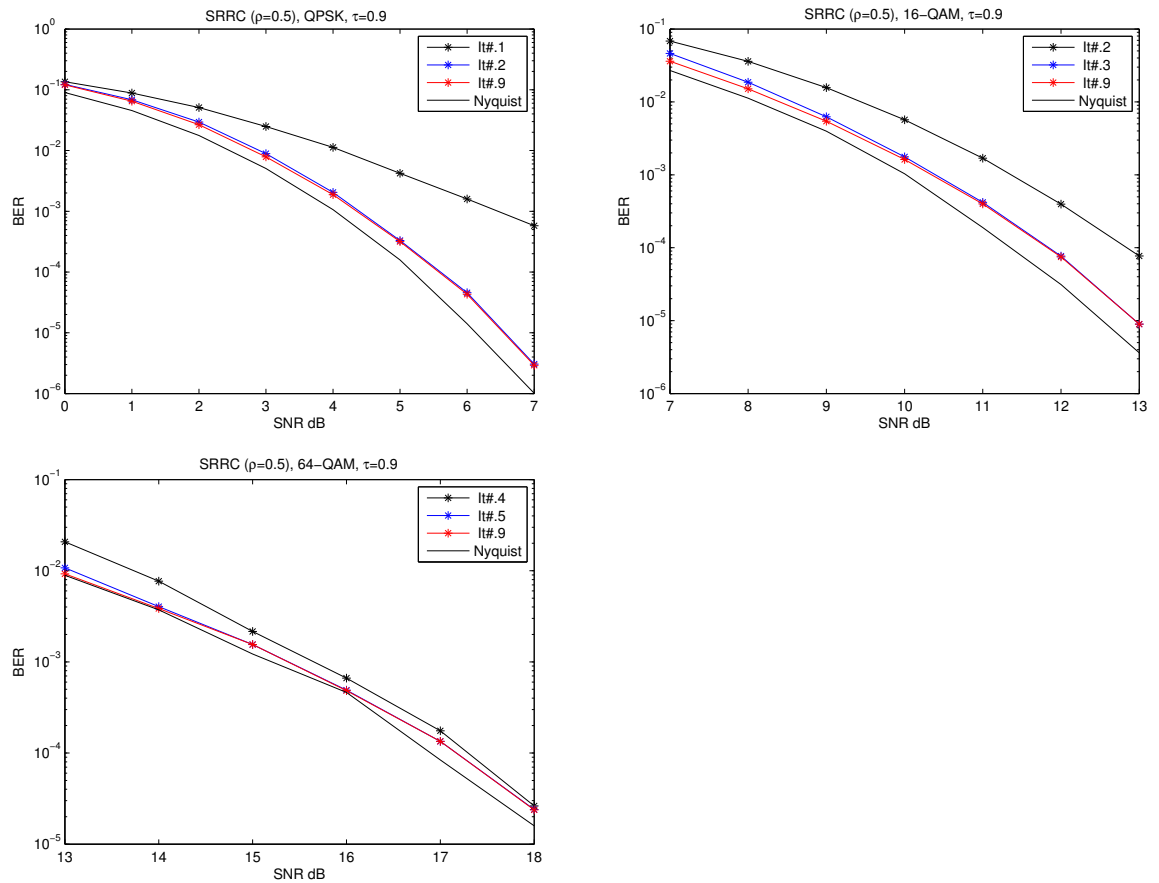 SRRC (ρ=0.5), QPSK, τ=0.9
10^0
10^-1
10^-2
10^-3
10^-4
10^-5
10^-6
BER
It#.1
It#.2
It#.9
Nyquist
0 1 2 3 4 5 6 7
SNR dB
SRRC (ρ=0.5), 16-QAM, τ=0.9
10^-1
10^-2
10^-3
10^-4
10^-5
10^-6
BER
It#.2
It#.3
It#.9
Nyquist
7 8 9 10 11 12 13
SNR dB
SRRC (ρ=0.5), 64-QAM, τ=0.9
10^-1
10^-2
10^-3
10^-4
10^-5
BER
It#.4
It#.5
It#.9
Nyquist
13 14 15 16 17 18
SNR dB